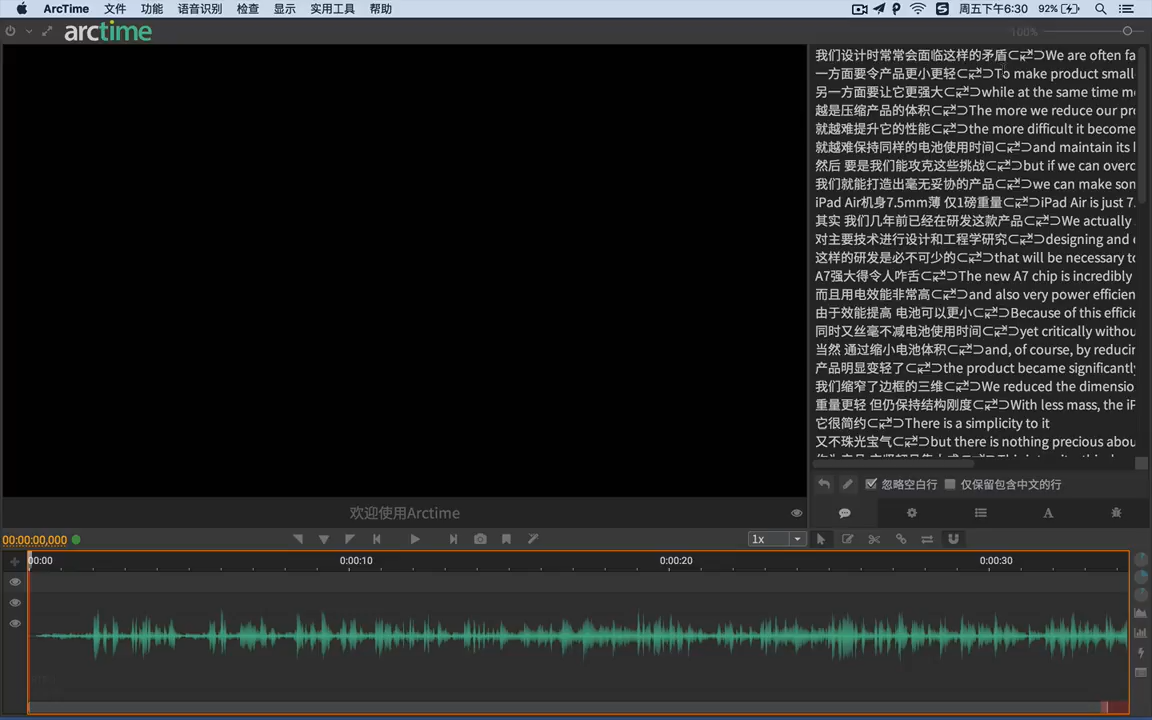 ArcTime 文件 功能 语音识别 检查 显示 实用工具 帮助 周五下午6:30 92%
arctime 100%
我们设计时常常会面临这样的矛盾⊂⇄⊃We are often fa
一方面要令产品更小更轻⊂⇄⊃To make product small
另一方面要让它更强大⊂⇄⊃while at the same time m
越是压缩产品的体积⊂⇄⊃The more we reduce our pro
就越难提升它的性能⊂⇄⊃the more difficult it become
就越难保持同样的电池使用时间⊂⇄⊃and maintain its
然后 要是我们能攻克这些挑战⊂⇄⊃but if we can overc
我们就能打造出毫无妥协的产品⊂⇄⊃we can make som
iPad Air机身7.5mm薄 仅1磅重量⊂⇄⊃iPad Air is just 7.
其实 我们几年前已经在研发这款产品⊂⇄⊃We actually
对主要技术进行设计和工程学研究⊂⇄⊃designing and
这样的研发是必不可少的⊂⇄⊃that will be necessary to
A7强大得令人咋舌⊂⇄⊃The new A7 chip is incredibly
而且用电效能非常高⊂⇄⊃and also very power efficien
由于效能提高 电池可以更小⊂⇄⊃Because of this efficie
同时又丝毫不减电池使用时间⊂⇄⊃yet critically withou
当然 通过缩小电池体积⊂⇄⊃and, of course, by reducin
产品明显变轻了⊂⇄⊃the product became significantly
我们缩窄了边框的三维⊂⇄⊃We reduced the dimensio
重量更轻 但仍保持结构刚度⊂⇄⊃With less mass, the iP
它很简约⊂⇄⊃There is a simplicity to it
又不珠光宝气⊂⇄⊃but there is nothing precious abou
忽略空白行 仅保留包含中文的行
欢迎使用Arctime
00:00:00,000 1x
00:00 0:00:10 0:00:20 0:00:30